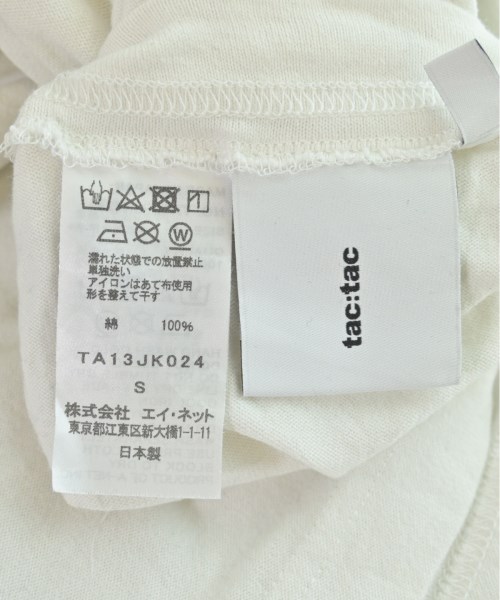 濡れた状態での放置禁止
単独洗い
アイロンはあて布使用
形を整えて干す
綿 100%
TA13JK024
S
株式会社 エイ・ネット
東京都江東区新大橋1-1-11
日本製
tac:tac